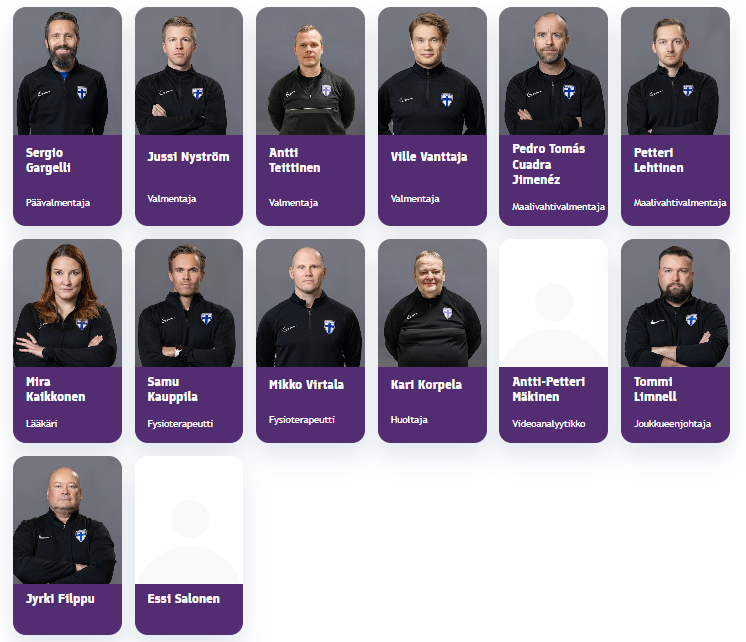 Sergio
Gargelli
Päävalmentaja
Jussi Nyström
Valmentaja
Antti
Teittinen
Valmentaja
Ville Vanttaja
Valmentaja
Pedro Tomás
Cuadra
Jimenéz
Maalivahtivalmentaja
Petteri
Lehtinen
Maalivahtivalmentaja
Mira
Kaikkonen
Lääkäri
Samu
Kauppila
Fysioterapeutti
Mikko Virtala
Fysioterapeutti
Kari Korpela
Huoltaja
Antti-Petteri
Mäkinen
Videoanalyytikko
Tommi
Limnell
Joukkueenjohtaja
Jyrki Filppu
Essi Salonen